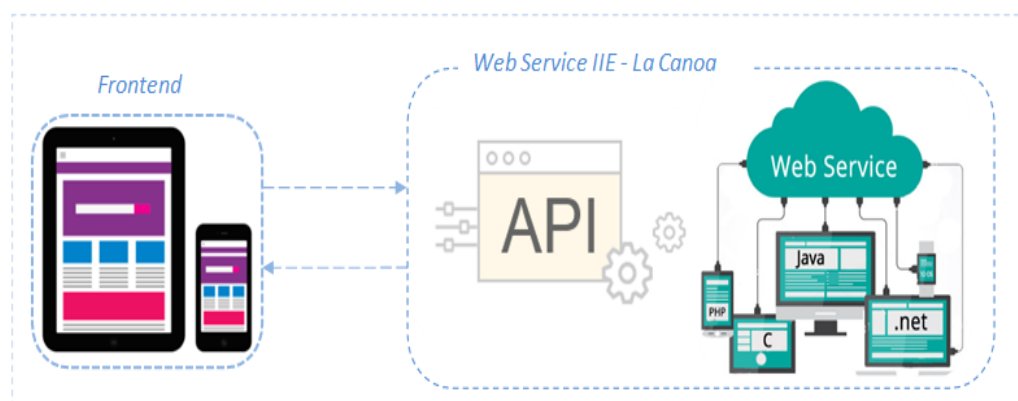 Frontend
Web Service IIE - La Canoa
API
Web Service
Java
PHP
C
.net